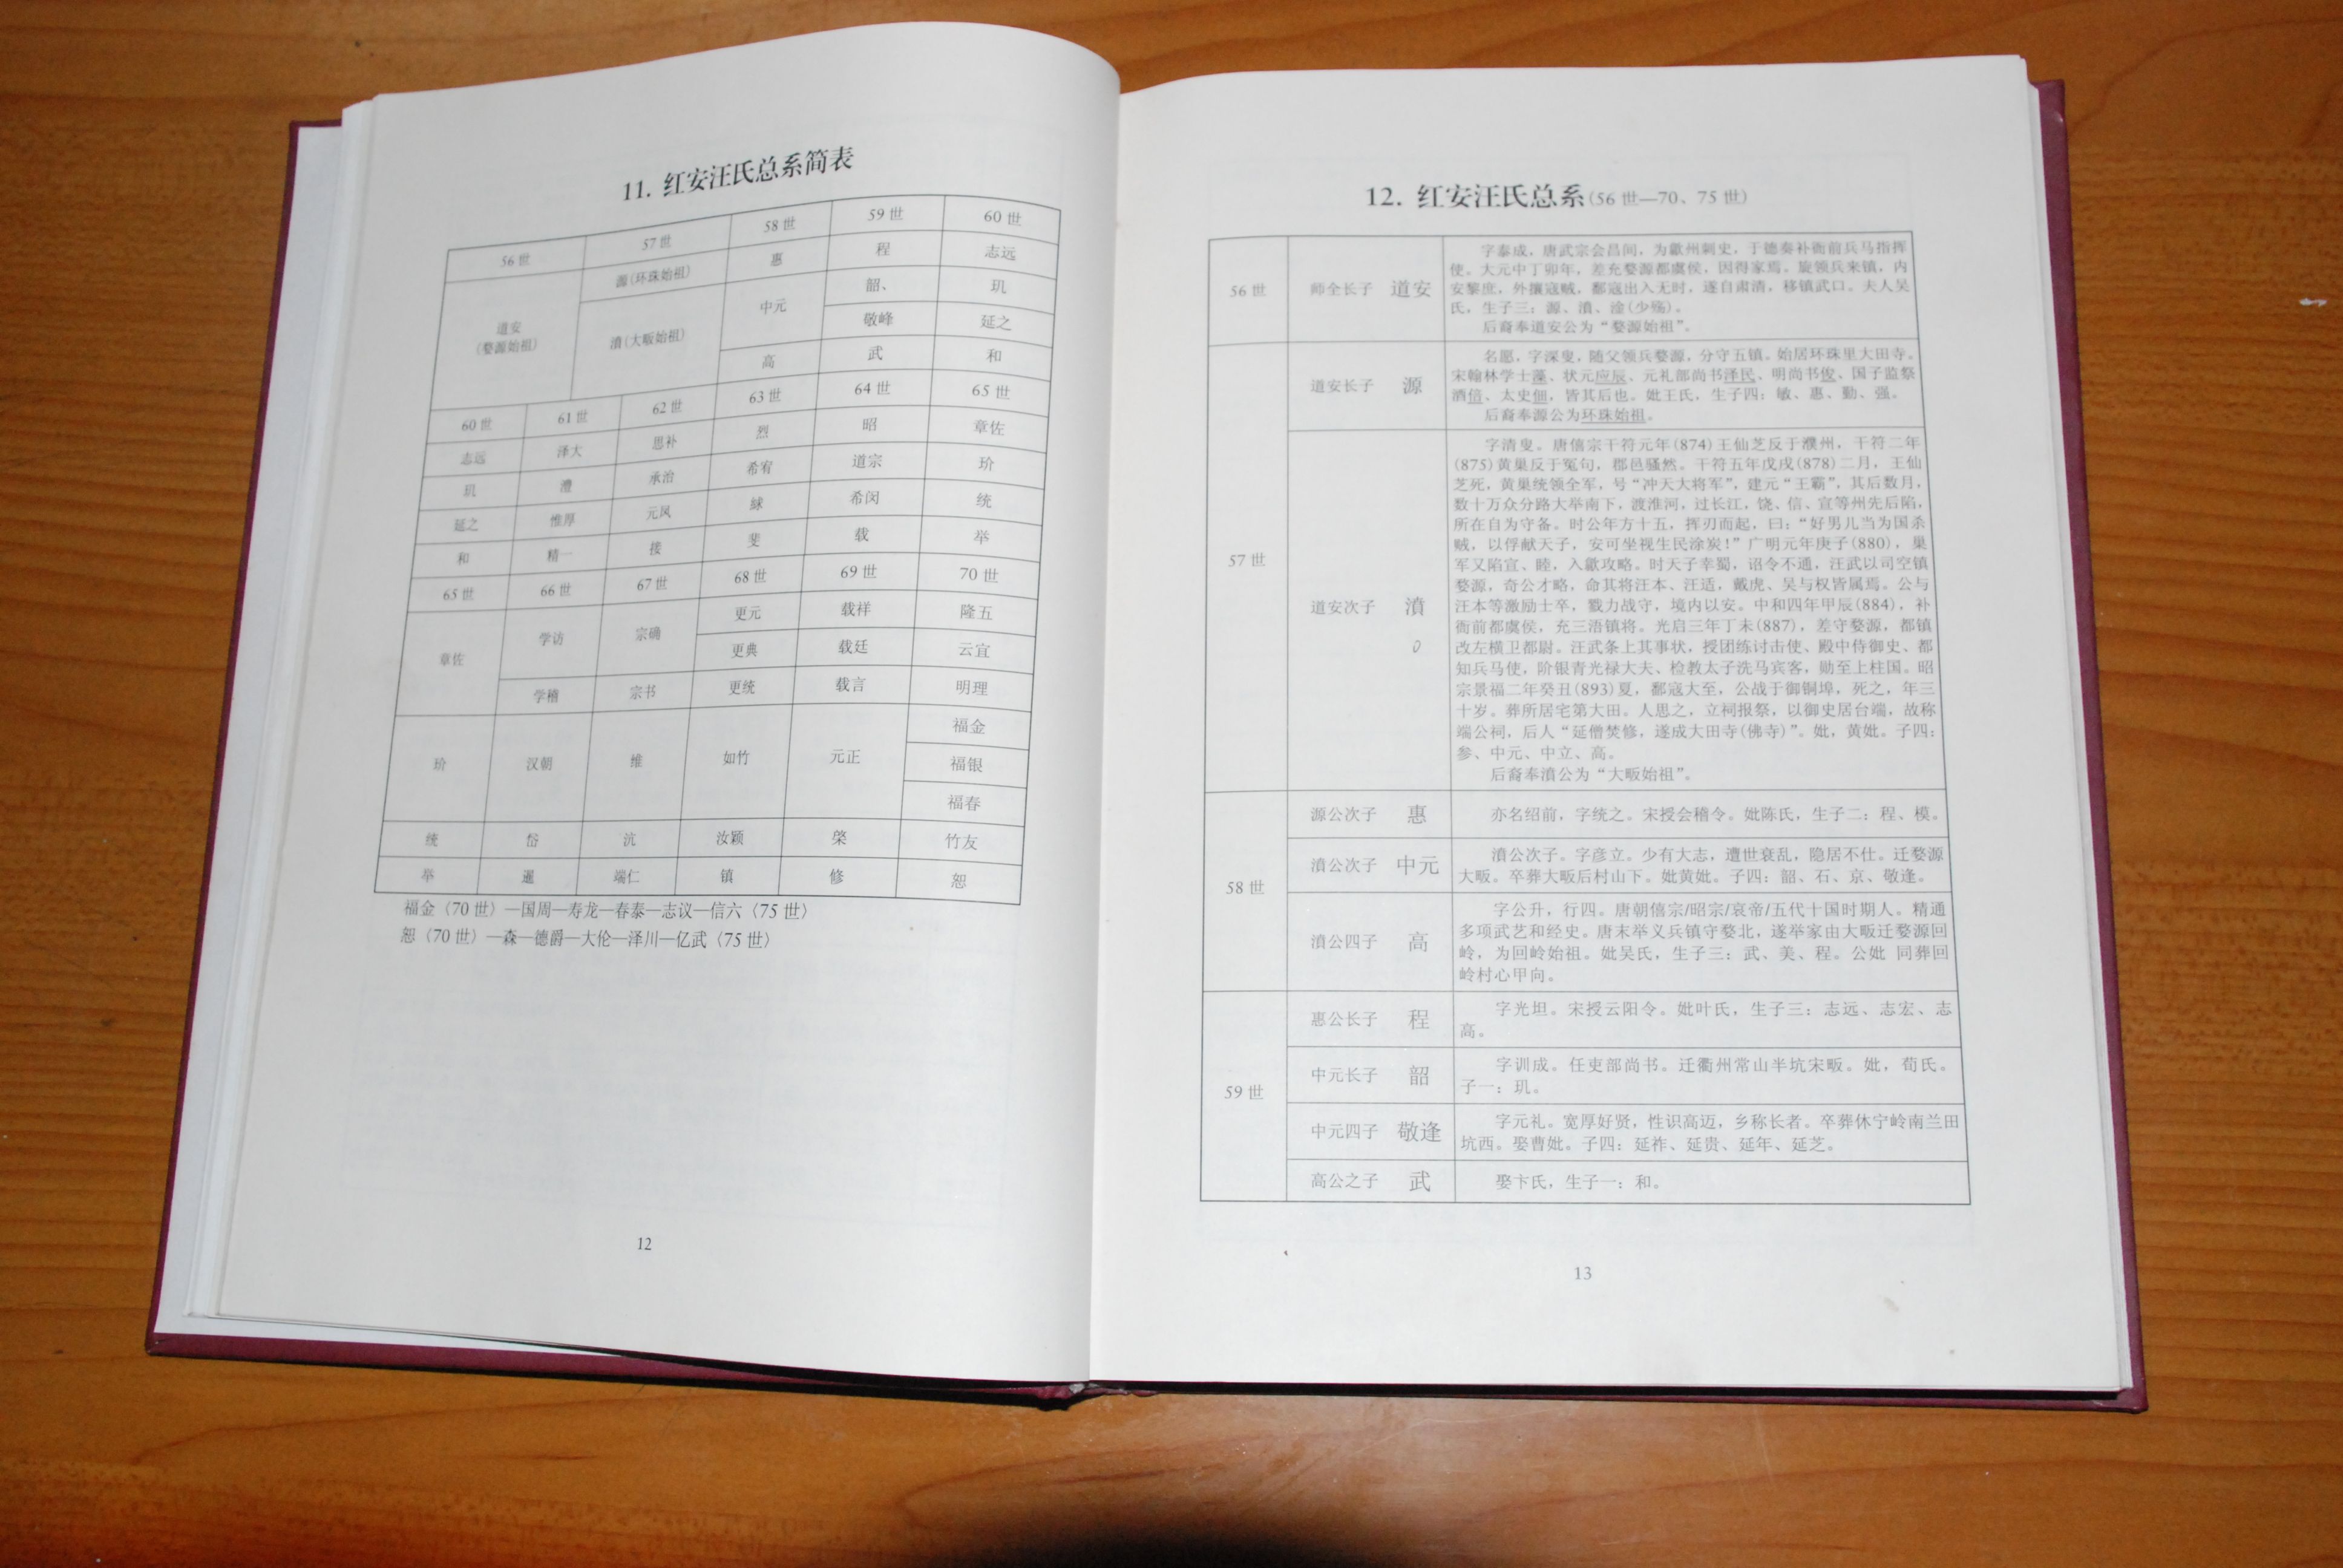 11. 红安汪氏总系简表
56世 57世 58世 59世 60世
道安
(婺源始祖)
源(环珠始祖) 惠 程 志远
濆(大畈始祖) 中元 韶、 玑
敬峰 延之
高 武 和
60世 61世 62世 63世 64世 65世
志远 泽大 思补 烈 昭 章佐
玑 澧 承治 希宥 道宗 玠
延之 惟厚 元凤 絿 希闵 统
和 精一 接 斐 载 举
65世 66世 67世 68世 69世 70世
章佐 学访 宗确 更元 载祥 隆五
更典 载廷 云宜
学稽 宗书 更统 载言 明理
玠 汉朝 维 如竹 元正 福金
福银
福春
统 岱 沆 汝颖 棨 竹友
举 暹 端仁 镇 修 恕
福金〈70世〉—国周—寿龙—春泰—志议—信六〈75世〉
恕〈70世〉—森—德爵—大伦—泽川—亿武〈75世〉
12
12. 红安汪氏总系(56世—70、75世)
56世
师全长子 道安
字泰成，唐武宗会昌间，为歙州刺史，于德奏补衙前兵马指挥
使。大元中丁卯年，差充婺源都虞侯，因得家焉。旋领兵来镇，内
安黎庶，外攘寇贼，鄱寇出入无时，遂自肃清，移镇武口。夫人吴
氏，生子三：源、濆、淦(少殇)。
后裔奉道安公为“婺源始祖”。
57世
道安长子 源
名愿，字深叟，随父领兵婺源，分守五镇。始居环珠里大田寺。
宋翰林学士藻、状元应辰、元礼部尚书泽民、明尚书俊、国子监祭
酒偣、太史佃，皆其后也。妣王氏，生子四：敏、惠、勤、强。
后裔奉源公为环珠始祖。
道安次子 濆
字清叟。唐僖宗干符元年(874)王仙芝反于濮州，干符二年
(875)黄巢反于冤句，郡邑骚然。干符五年戊戌(878)二月，王仙
芝死，黄巢统领全军，号“冲天大将军”，建元“王霸”，其后数月，
数十万众分路大举南下，渡淮河，过长江，饶、信、宣等州先后陷，
所在自为守备。时公年方十五，挥刃而起，曰：“好男儿当为国杀
贼，以俘献天子，安可坐视生民涂炭！”广明元年庚子(880)，巢
军又陷宣、睦，入歙攻略。时天子幸蜀，诏令不通，汪武以司空镇
婺源，奇公才略，命其将汪本、汪适，戴虎、吴与权皆属焉。公与
汪本等激励士卒，戮力战守，境内以安。中和四年甲辰(884)，补
衙前都虞侯，充三浯镇将。光启三年丁未(887)，差守婺源，都镇
改左横卫都尉。汪武条上其事状，授团练讨击使、殿中侍御史、都
知兵马使，阶银青光禄大夫、检教太子洗马宾客，勋至上柱国。昭
宗景福二年癸丑(893)夏，鄱寇大至，公战于御铜埠，死之，年三
十岁。葬所居宅第大田。人思之，立祠报祭，以御史居台端，故称
端公祠，后人“延僧焚修，遂成大田寺(佛寺)”。妣，黄妣。子四：
参、中元、中立、高。
后裔奉濆公为“大畈始祖”。
58世
源公次子 惠
亦名绍前，字统之。宋授会稽令。妣陈氏，生子二：程、模。
濆公次子 中元
濆公次子。字彦立。少有大志，遭世衰乱，隐居不仕。迁婺源
大畈。卒葬大畈后村山下。妣黄妣。子四：韶、石、京、敬逢。
濆公四子 高
字公升，行四。唐朝僖宗/昭宗/哀帝/五代十国时期人。精通
多项武艺和经史。唐末举义兵镇守婺北，遂举家由大畈迁婺源回
岭，为回岭始祖。妣吴氏，生子三：武、美、程。公妣 同葬回
岭村心甲向。
59世
惠公长子 程
字光坦。宋授云阳令。妣叶氏，生子三：志远、志宏、志
高。
中元长子 韶
字训成。任吏部尚书。迁衢州常山半坑宋畈。妣，荀氏。
子一：玑。
中元四子 敬逢
字元礼。宽厚好贤，性识高迈，乡称长者。卒葬休宁岭南兰田
坑西。娶曹妣。子四：延祚、延贵、延年、延芝。
高公之子 武
娶卞氏，生子一：和。
13